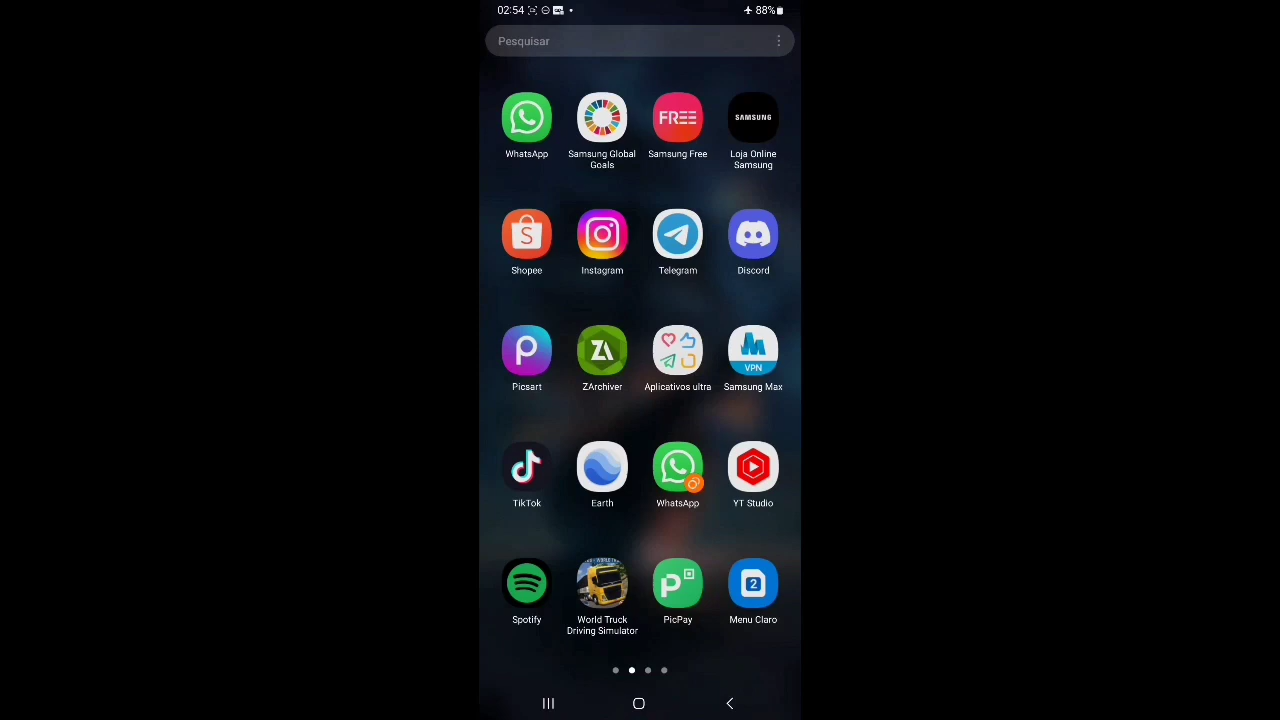 02:54 88%
Pesquisar
FREE SAMSUNG
WhatsApp Samsung Global Goals Samsung Free Loja Online Samsung
S
Shopee Instagram Telegram Discord
ZA VPN
Picsart ZArchiver Aplicativos ultra Samsung Max
TikTok Earth WhatsApp YT Studio
2
Spotify World Truck Driving Simulator PicPay Menu Claro